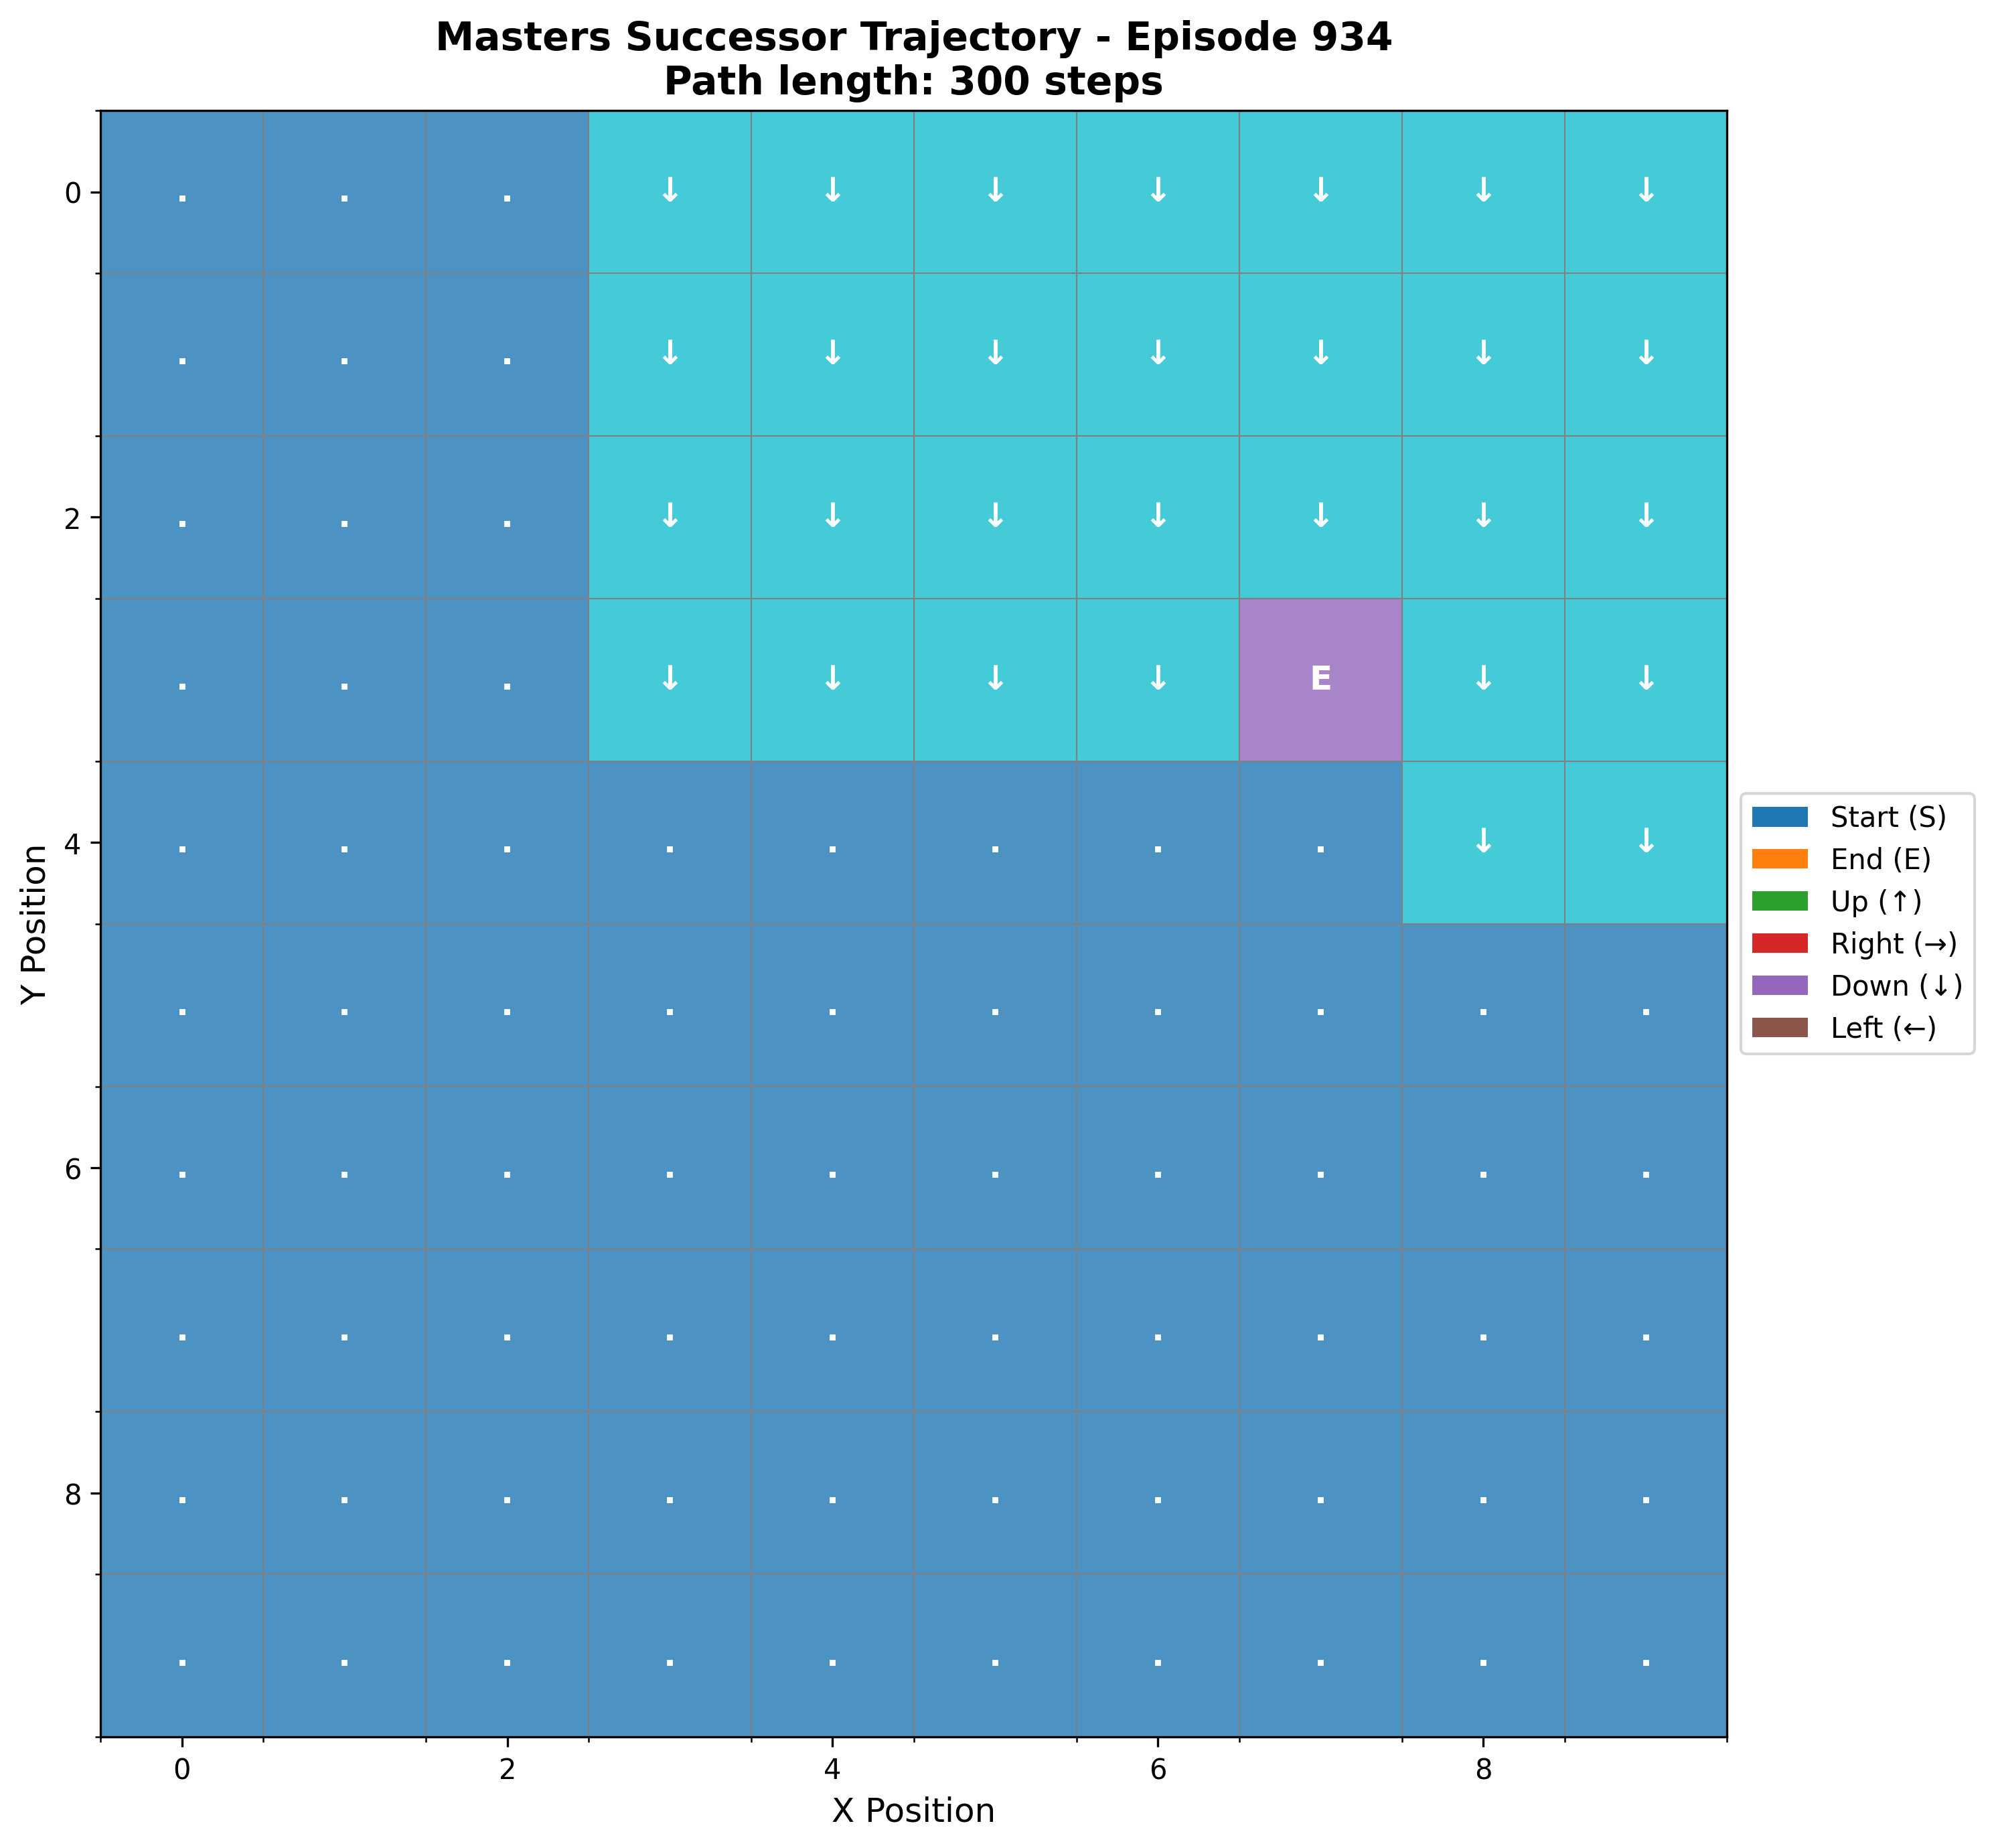 Masters Successor Trajectory - Episode 934
Path length: 300 steps
0 . . . ↓ ↓ ↓ ↓ ↓ ↓ ↓
. . . ↓ ↓ ↓ ↓ ↓ ↓ ↓
2 . . . ↓ ↓ ↓ ↓ ↓ ↓ ↓
. . . ↓ ↓ ↓ ↓ E ↓ ↓
4 . . . . . . . . ↓ ↓
. . . . . . . . . .
6 . . . . . . . . . .
. . . . . . . . . .
8 . . . . . . . . . .
. . . . . . . . . .
0 2 4 6 8
X Position
Y Position
Start (S)
End (E)
Up (↑)
Right (→)
Down (↓)
Left (←)